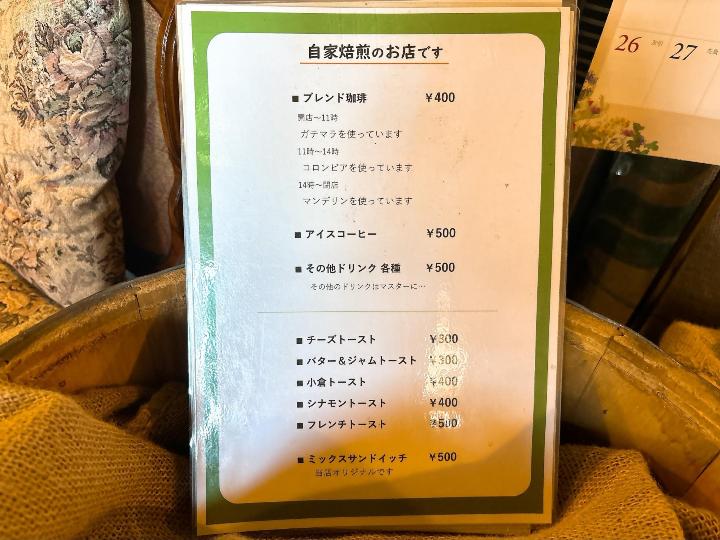 自家焙煎のお店です
■ ブレンド珈琲 ￥400
開店～11時
ガテマラを使っています
11時～14時
コロンビアを使っています
14時～閉店
マンデリンを使っています
■ アイスコーヒー ￥500
■ その他ドリンク 各種 ￥500
その他のドリンクはマスターに…
■ チーズトースト ￥300
■ バター＆ジャムトースト ￥300
■ 小倉トースト ￥400
■ シナモントースト ￥400
■ フレンチトースト ￥500
■ ミックスサンドイッチ ￥500
当店オリジナルです
26 27